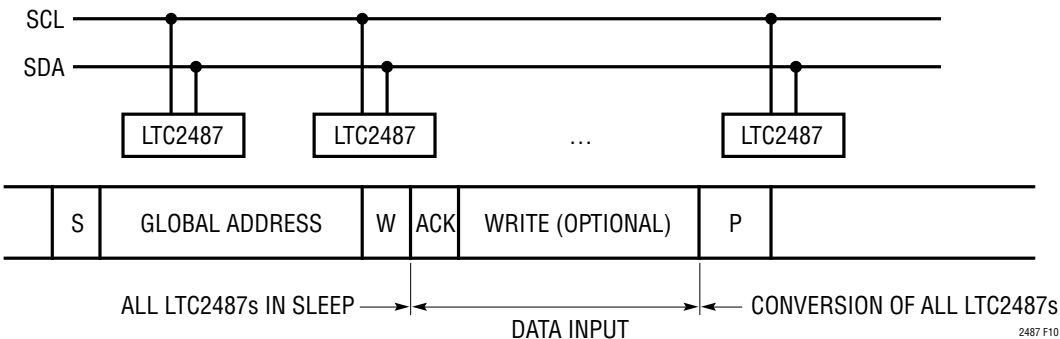 SCL
SDA
LTC2487 LTC2487 ... LTC2487
S GLOBAL ADDRESS W ACK WRITE (OPTIONAL) P
ALL LTC2487s IN SLEEP CONVERSION OF ALL LTC2487s
DATA INPUT
2487 F10